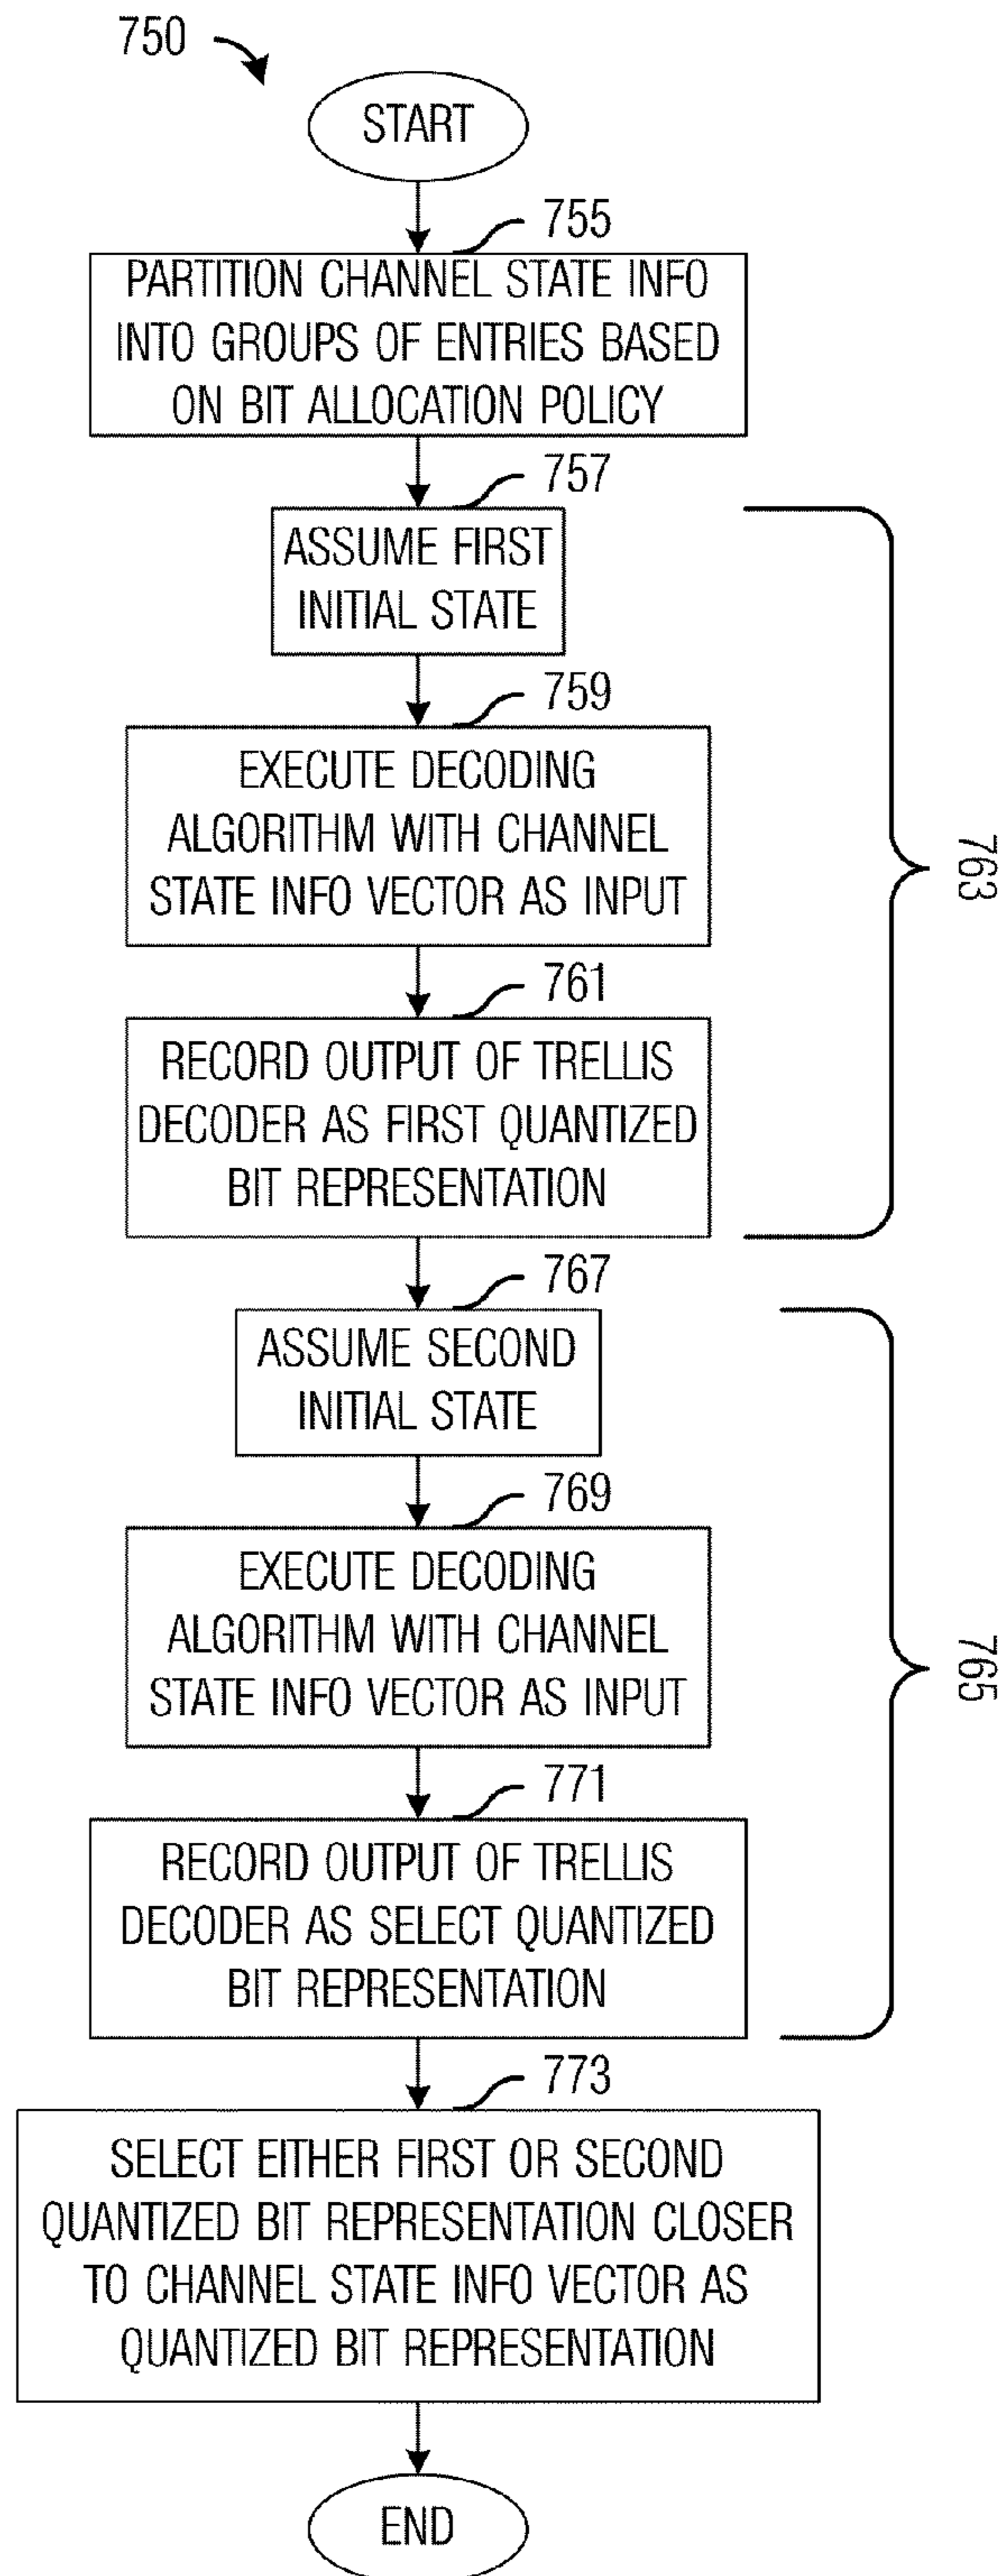 750
START
755
PARTITION CHANNEL STATE INFO
INTO GROUPS OF ENTRIES BASED
ON BIT ALLOCATION POLICY
757
ASSUME FIRST
INITIAL STATE
759
EXECUTE DECODING
ALGORITHM WITH CHANNEL
STATE INFO VECTOR AS INPUT
763
761
RECORD OUTPUT OF TRELLIS
DECODER AS FIRST QUANTIZED
BIT REPRESENTATION
767
ASSUME SECOND
INITIAL STATE
769
EXECUTE DECODING
ALGORITHM WITH CHANNEL
STATE INFO VECTOR AS INPUT
765
771
RECORD OUTPUT OF TRELLIS
DECODER AS SELECT QUANTIZED
BIT REPRESENTATION
773
SELECT EITHER FIRST OR SECOND
QUANTIZED BIT REPRESENTATION CLOSER
TO CHANNEL STATE INFO VECTOR AS
QUANTIZED BIT REPRESENTATION
END